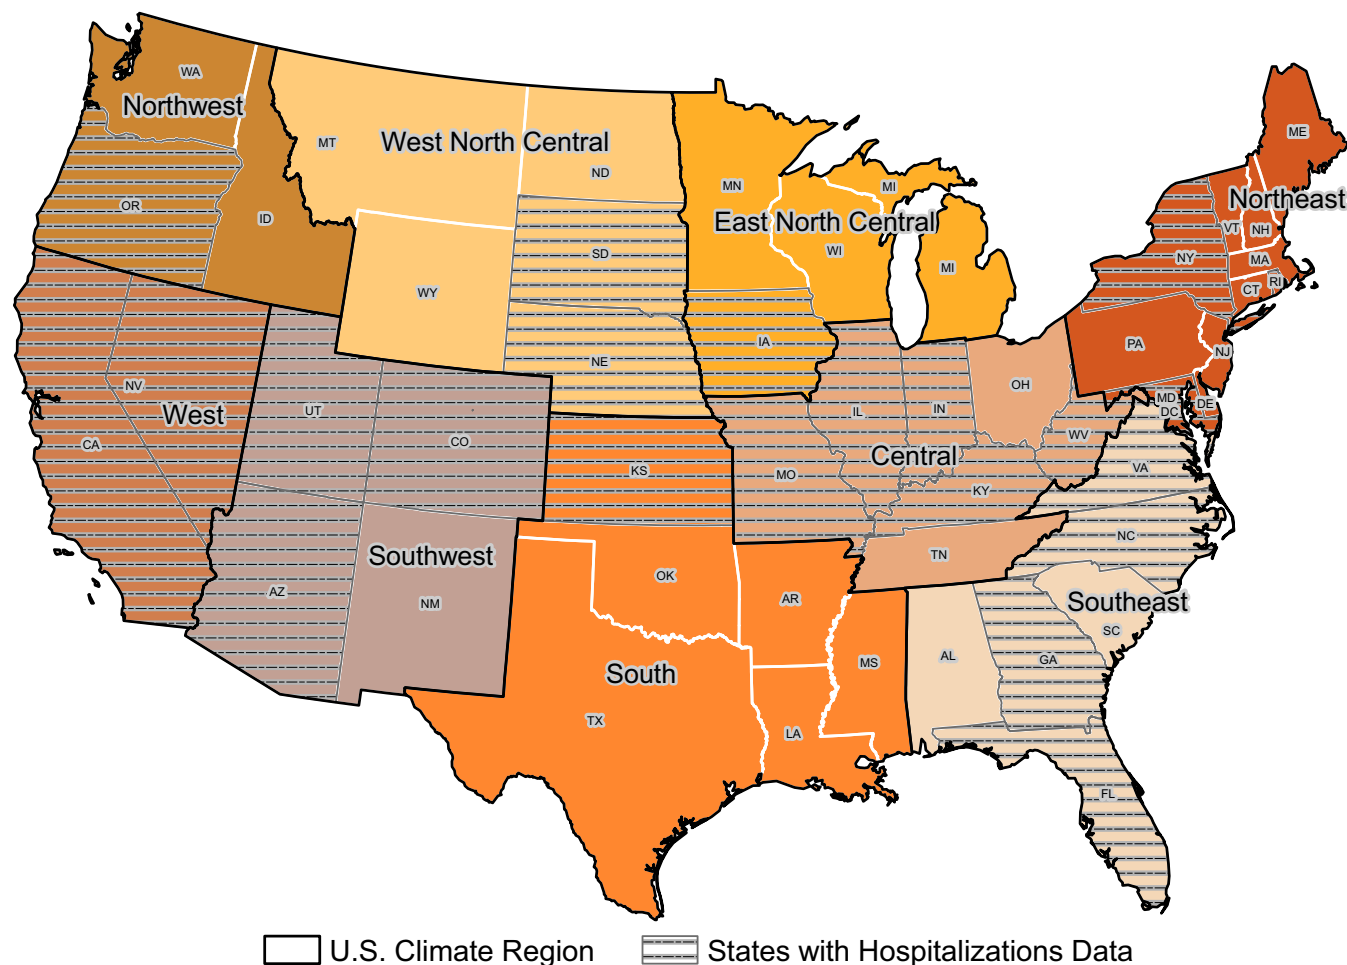 WA
Northwest
ME
West North Central
MT
ND
MN
MI
OR
ID
Northeast
East North Central
VT
NH
WI
SD
NY
MA
MI
RI
CT
WY
IA
PA
NJ
NE
OH
NV
UT
West
IL
IN
MD
DC
DE
CA
CO
WV
Central
KS
MO
KY
VA
NC
Southwest
TN
OK
AZ
NM
AR
Southeast
SC
AL
GA
MS
South
TX
LA
FL
U.S. Climate Region
States with Hospitalizations Data